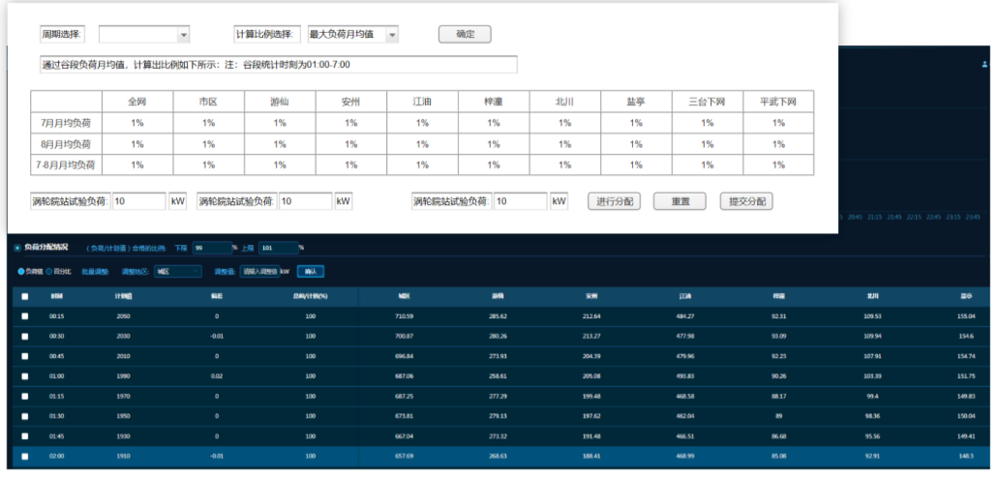 周期选择:
计算比例选择: 最大负荷月均值 确定
通过谷段负荷月均值，计算出比例如下所示：注：谷段统计时刻为01:00-7:00
全网 市区 游仙 安州 江油 梓潼 北川 盐亭 三台下网 平武下网
7月月均负荷 1% 1% 1% 1% 1% 1% 1% 1% 1% 1%
8月月均负荷 1% 1% 1% 1% 1% 1% 1% 1% 1% 1%
7-8月月均负荷 1% 1% 1% 1% 1% 1% 1% 1% 1% 1%
涡轮院站试验负荷: 10 kW 涡轮院站试验负荷: 10 kW 涡轮院站试验负荷: 10 kW 进行分配 重置 提交分配
20:45 21:15 21:45 22:15 22:45 23:15 23:45
负荷分配情况 （负荷/计划值）合格的比例: 下限 99 % 上限 101 %
负荷值 百分比 批量调整: 调整地区: 城区 调整值: 请输入调整值 kW 确认
时刻 计划值 偏差 总构/计划(%) 城区 游仙 安州 江油 梓潼 北川 盐亭
00:15 2050 0 100 710.59 285.62 212.64 484.27 92.31 109.53 155.04
00:30 2030 -0.01 100 700.87 280.26 213.27 477.98 93.09 109.94 154.6
00:45 2010 0 100 696.84 273.93 204.39 479.96 92.23 107.91 154.74
01:00 1990 0.02 100 687.06 258.61 205.08 493.83 90.26 103.39 151.75
01:15 1970 0 100 687.25 277.29 199.48 468.58 88.17 99.4 149.83
01:30 1950 0 100 673.81 279.13 197.62 462.04 89 98.36 150.04
01:45 1930 0 100 667.04 273.32 191.48 466.51 86.68 95.56 149.41
02:00 1910 -0.01 100 657.69 268.63 188.41 468.99 85.08 92.91 148.3